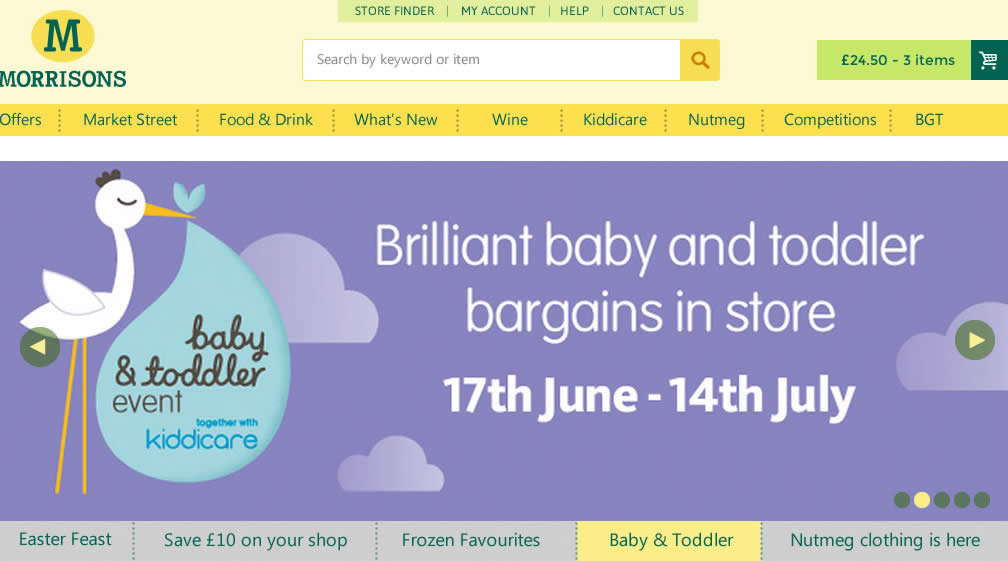 STORE FINDER | MY ACCOUNT | HELP | CONTACT US
M
MORRISONS
Search by keyword or item
£24.50 - 3 items
Offers
Market Street
Food & Drink
What's New
Wine
Kiddicare
Nutmeg
Competitions
BGT
Brilliant baby and toddler
bargains in store
17th June - 14th July
baby
& toddler
event
together with
kiddicare
Easter Feast
Save £10 on your shop
Frozen Favourites
Baby & Toddler
Nutmeg clothing is here